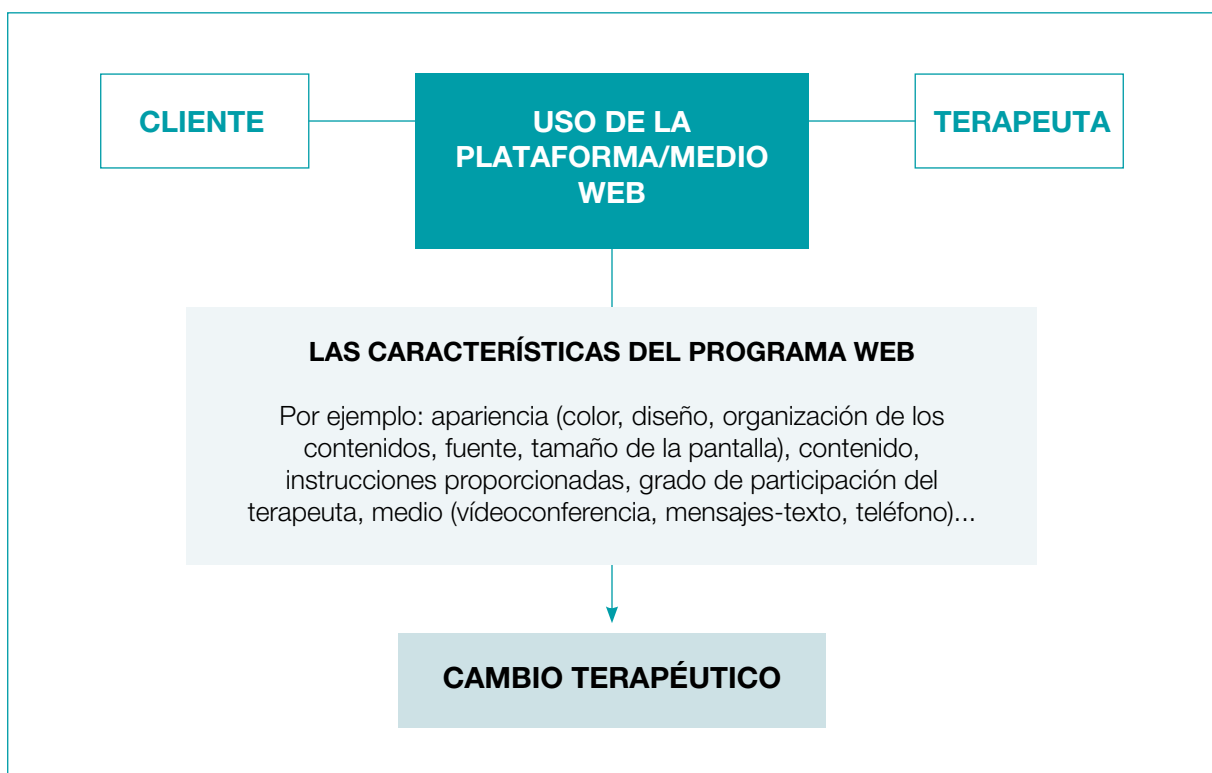 CLIENTE
USO DE LA
PLATAFORMA/MEDIO
WEB
TERAPEUTA
LAS CARACTERÍSTICAS DEL PROGRAMA WEB
Por ejemplo: apariencia (color, diseño, organización de los
contenidos, fuente, tamaño de la pantalla), contenido,
instrucciones proporcionadas, grado de participación del
terapeuta, medio (vídeoconferencia, mensajes-texto, teléfono)...
CAMBIO TERAPÉUTICO